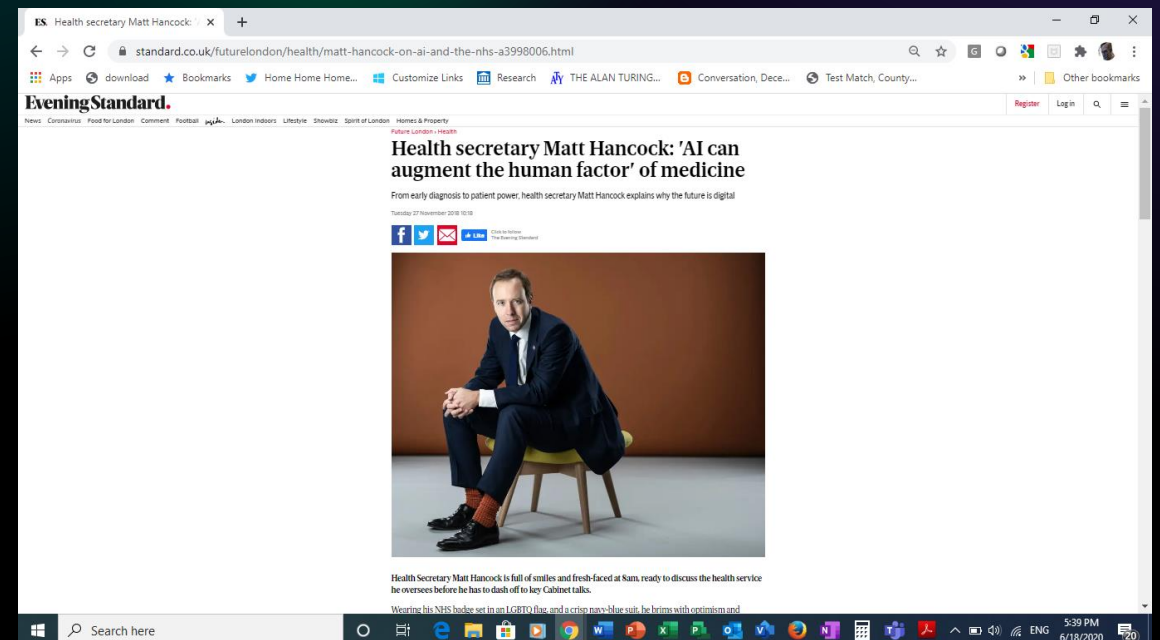 ES. Health secretary Matt Hancock: '
standard.co.uk/futurelondon/health/matt-hancock-on-ai-and-the-nhs-a3998006.html
Apps download Bookmarks Home Home Home... Customize Links Research THE ALAN TURING... Conversation, Dece... Test Match, County... » Other bookmarks
Evening Standard.
Register Log in
News Coronavirus Food for London Comment Football insider. London Indoors Lifestyle Showbiz Spirit of London Homes & Property
Future London › Health
Health secretary Matt Hancock: 'AI can
augment the human factor' of medicine
From early diagnosis to patient power, health secretary Matt Hancock explains why the future is digital
Tuesday 27 November 2018 10:19
Like
Click to follow
The Evening Standard
Health Secretary Matt Hancock is full of smiles and fresh-faced at 8am, ready to discuss the health service
he oversees before he has to dash off to key Cabinet talks.
Wearing his NHS badge set in an LGBTQ flag, and a crisp navy-blue suit, he brims with optimism and
Search here
ENG
5:39 PM
6/18/2020
20